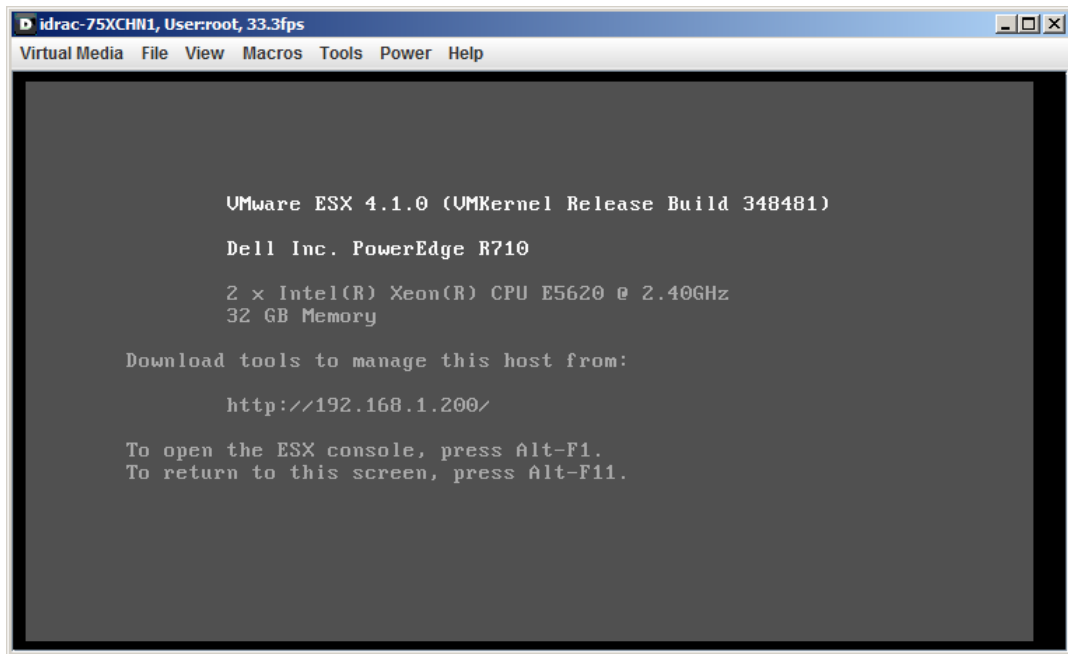 idrac-75XCHN1, User:root, 33.3fps
Virtual Media File View Macros Tools Power Help
VMware ESX 4.1.0 (VMKernel Release Build 348481)
Dell Inc. PowerEdge R710
2 x Intel(R) Xeon(R) CPU E5620 @ 2.40GHz
32 GB Memory
Download tools to manage this host from:
http://192.168.1.200/
To open the ESX console, press Alt-F1.
To return to this screen, press Alt-F11.